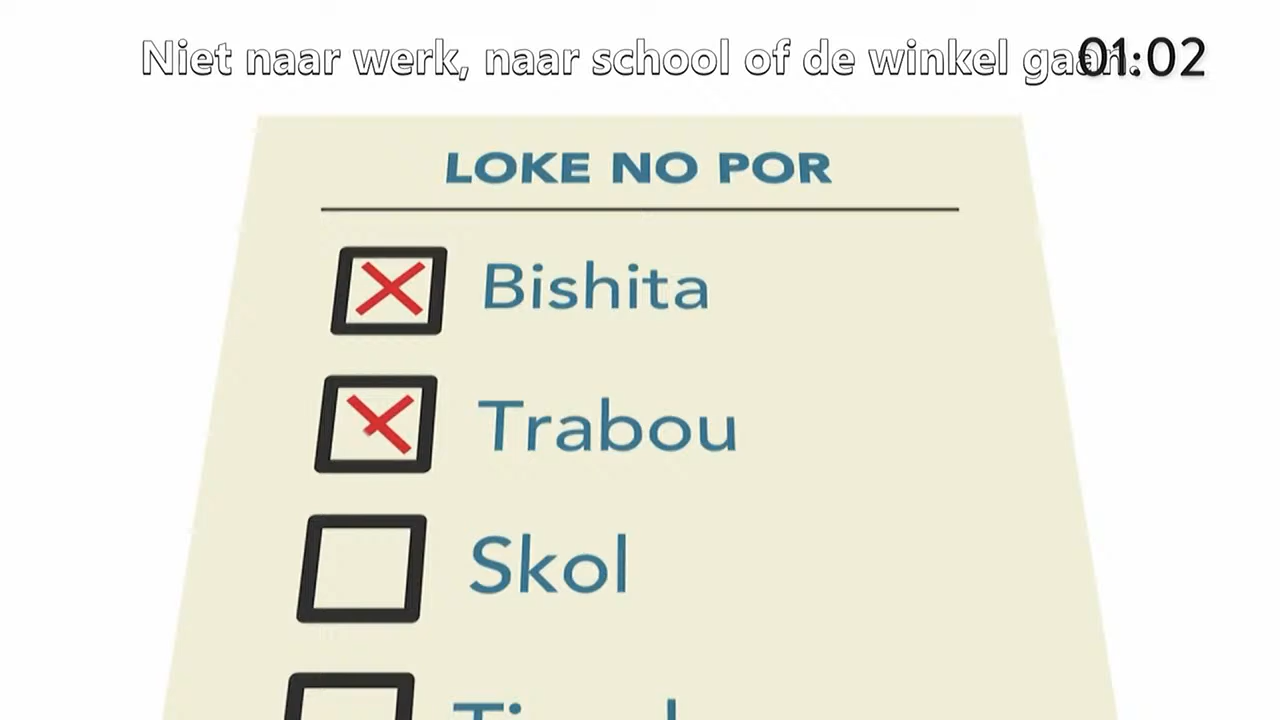 Niet naar werk, naar school of de winkel gaan.
01:02
LOKE NO POR
Bishita
Trabou
Skol